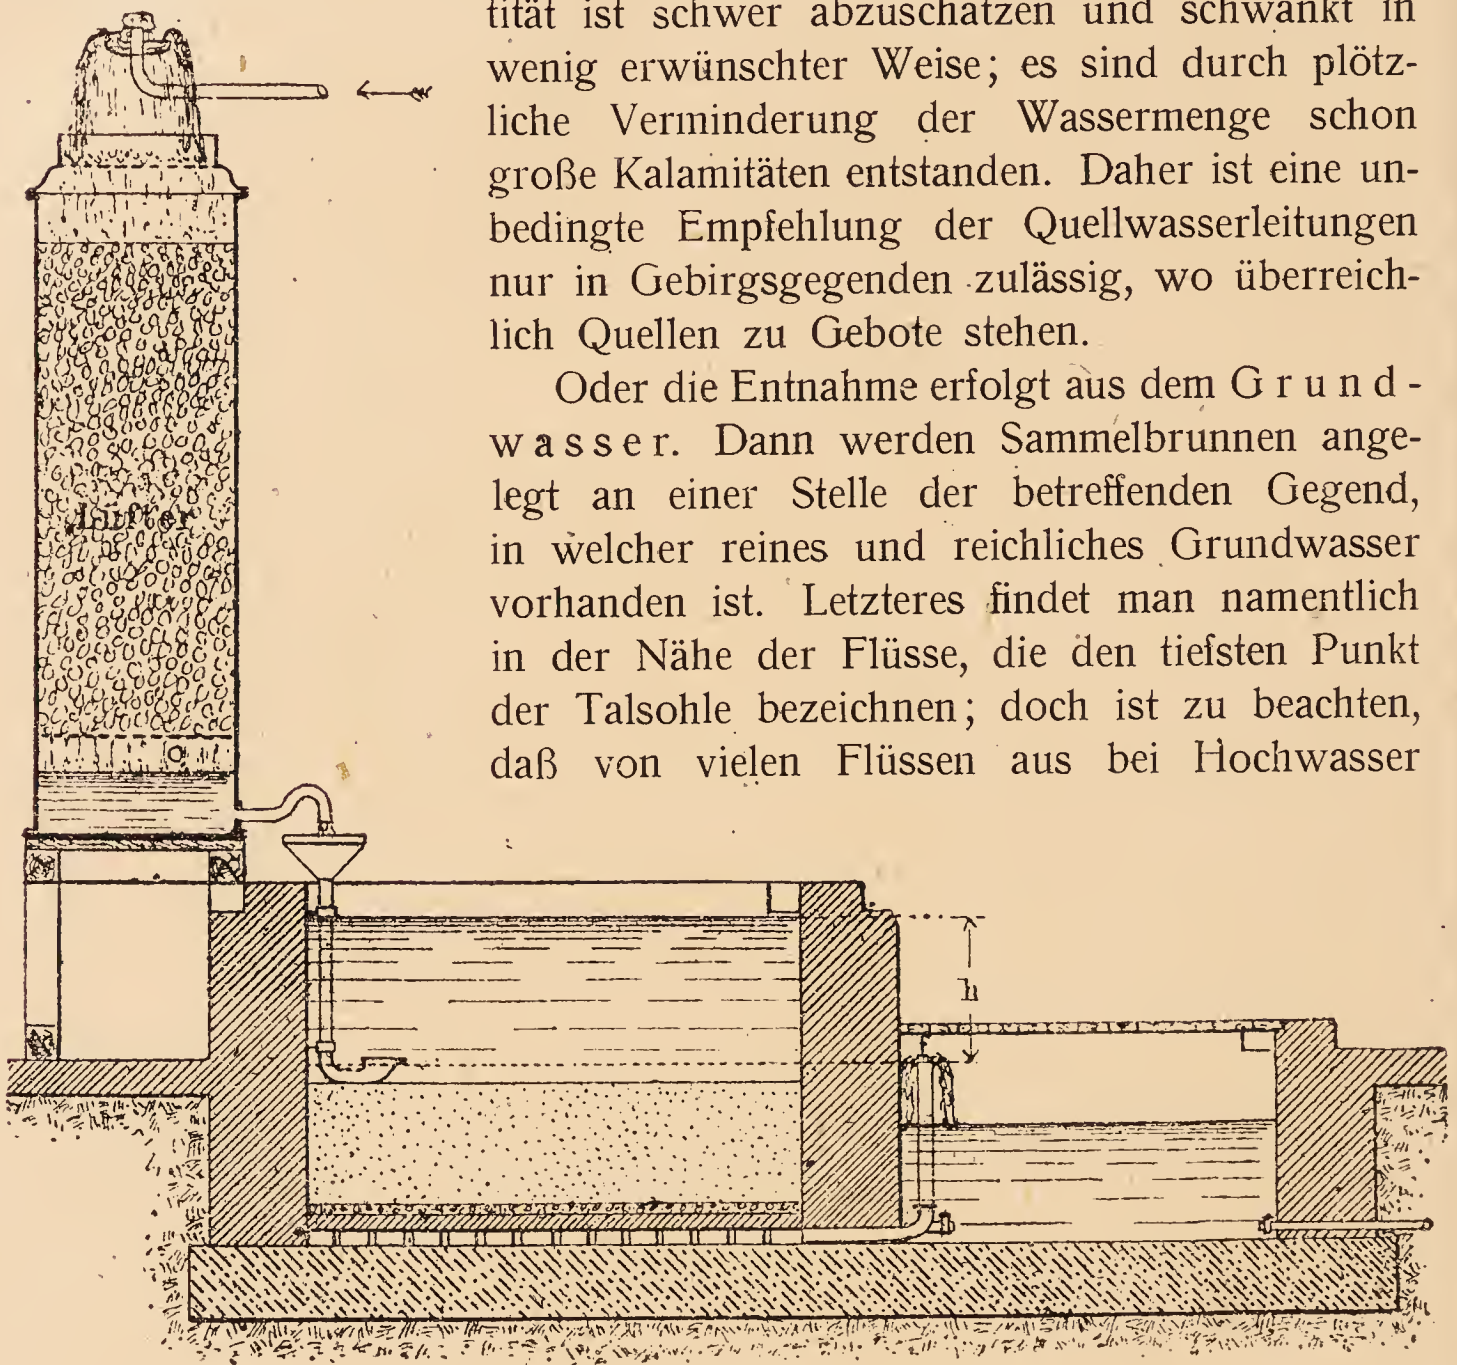 tität ist schwer abzuschätzen und schwankt in
wenig erwünschter Weise; es sind durch plötz-
liche Verminderung der Wassermenge schon
große Kalamitäten entstanden. Daher ist eine un-
bedingte Empfehlung der Quellwasserleitungen
nur in Gebirgsgegenden zulässig, wo überreich-
lich Quellen zu Gebote stehen.
Oder die Entnahme erfolgt aus dem Grund-
wasser. Dann werden Sammelbrunnen ange-
legt an einer Stelle der betreffenden Gegend,
in welcher reines und reichliches Grundwasser
vorhanden ist. Letzteres findet man namentlich
in der Nähe der Flüsse, die den tiefsten Punkt
der Talsohle bezeichnen; doch ist zu beachten,
daß von vielen Flüssen aus bei Hochwasser
Lüfter
h